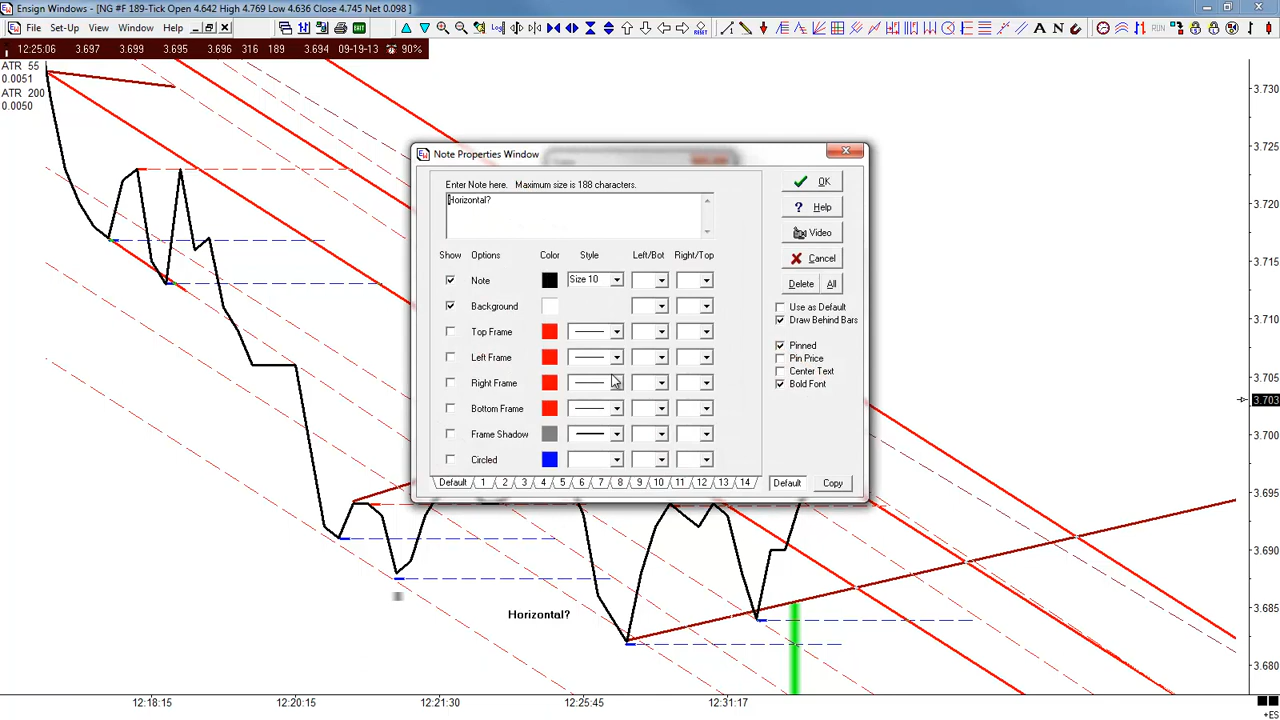 Ensign Windows - [NG #F 189-Tick Open 4.642 High 4.769 Low 4.636 Close 4.745 Net 0.098 ]
File Set-Up View Window Help
12:25:06 3.697 3.699 3.695 3.696 316 189 3.694 09-19-13 90%
ATR 55
0.0051
ATR 200
0.0050
Note Properties Window
Enter Note here. Maximum size is 188 characters.
Horizontal?
Show Options Color Style Left/Bot Right/Top
Note Size 10
Background
Top Frame
Left Frame
Right Frame
Bottom Frame
Frame Shadow
Circled
Default 1 2 3 4 5 6 7 8 9 10 11 12 13 14
OK
Help
Video
Cancel
Delete All
Use as Default
Draw Behind Bars
Pinned
Pin Price
Center Text
Bold Font
Default Copy
Horizontal?
3.730
3.725
3.720
3.715
3.710
3.705
3.703
3.700
3.695
3.690
3.685
3.680
12:18:15 12:20:15 12:21:30 12:25:45 12:31:17
+ES